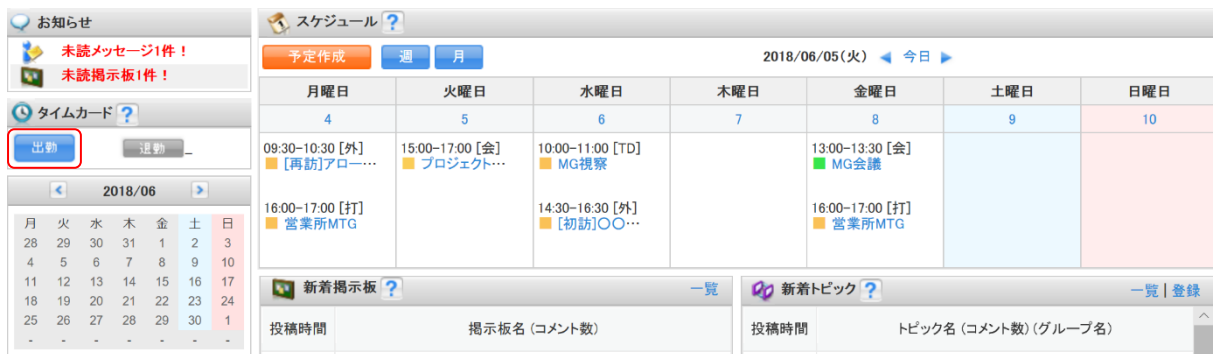 お知らせ
未読メッセージ1件！
未読掲示板1件！
タイムカード ?
出勤 退勤 _
2018/06
月 火 水 木 金 土 日
28 29 30 31 1 2 3
4 5 6 7 8 9 10
11 12 13 14 15 16 17
18 19 20 21 22 23 24
25 26 27 28 29 30 1
- - - - - - -
スケジュール ?
予定作成 週 月 2018/06/05(火) 今日
月曜日 火曜日 水曜日 木曜日 金曜日 土曜日 日曜日
4 5 6 7 8 9 10
09:30-10:30 [外] 15:00-17:00 [会] 10:00-11:00 [TD] 13:00-13:30 [会]
[再訪]アロー… プロジェクト… MG視察 MG会議
16:00-17:00 [打] 14:30-16:30 [外] 16:00-17:00 [打]
営業所MTG [初訪]〇〇… 営業所MTG
新着掲示板 ? 一覧
投稿時間 掲示板名 (コメント数)
新着トピック ? 一覧 | 登録
投稿時間 トピック名 (コメント数) (グループ名)